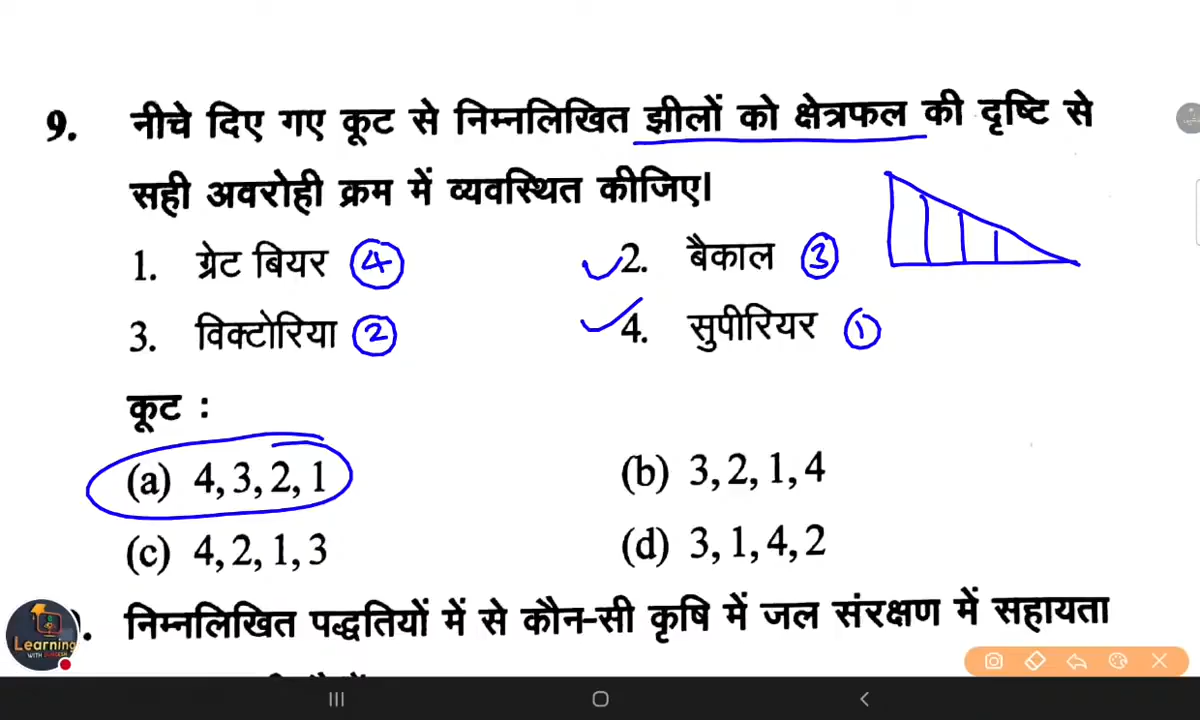 9. नीचे दिए गए कूट से निम्नलिखित झीलों को क्षेत्रफल की दृष्टि से
सही अवरोही क्रम में व्यवस्थित कीजिए।
1. ग्रेट बियर 4 2. बैकाल 3
3. विक्टोरिया 2 4. सुपीरियर 1
कूट :
(a) 4, 3, 2, 1 (b) 3, 2, 1, 4
(c) 4, 2, 1, 3 (d) 3, 1, 4, 2
निम्नलिखित पद्धतियों में से कौन-सी कृषि में जल संरक्षण में सहायता
Learning